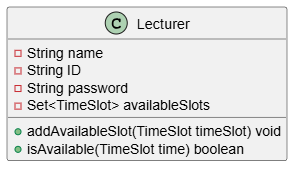 C Lecturer
String name
String ID
String password
Set<TimeSlot> availableSlots
addAvailableSlot(TimeSlot timeSlot) void
isAvailable(TimeSlot time) boolean